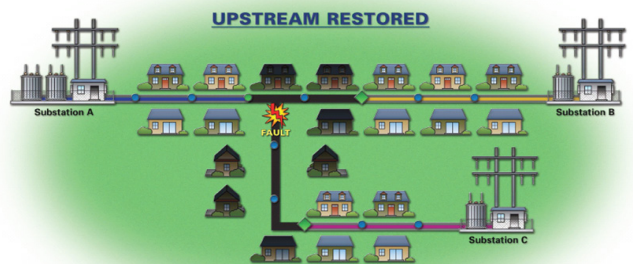 UPSTREAM RESTORED
Substation A
Substation B
FAULT
Substation C